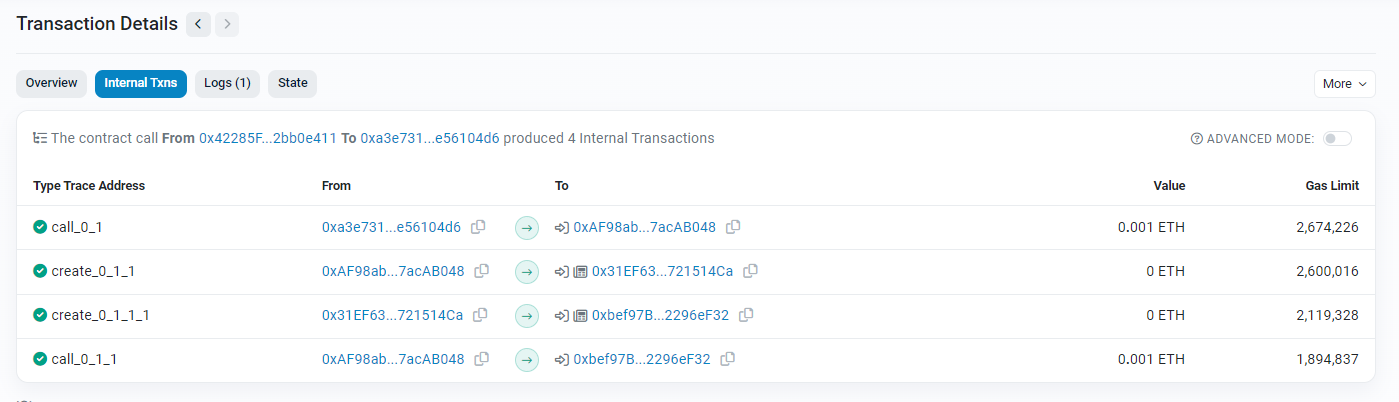 Transaction Details
Overview Internal Txns Logs (1) State More
The contract call From 0x42285F...2bb0e411 To 0xa3e731...e56104d6 produced 4 Internal Transactions ADVANCED MODE:
Type Trace Address From To Value Gas Limit
call_0_1 0xa3e731...e56104d6 0xAF98ab...7acAB048 0.001 ETH 2,674,226
create_0_1_1 0xAF98ab...7acAB048 0x31EF63...721514Ca 0 ETH 2,600,016
create_0_1_1_1 0x31EF63...721514Ca 0xbef97B...2296eF32 0 ETH 2,119,328
call_0_1_1 0xAF98ab...7acAB048 0xbef97B...2296eF32 0.001 ETH 1,894,837